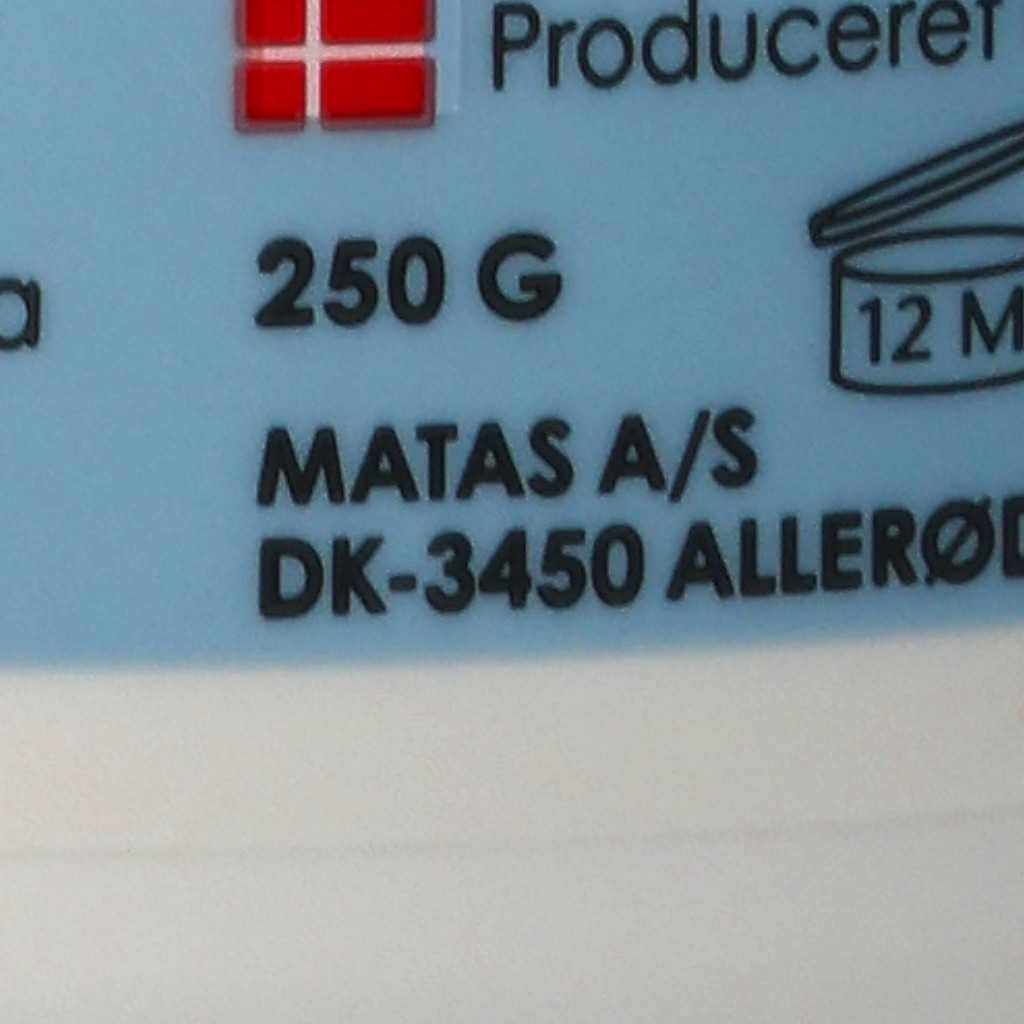 Produceret
250 G
12 M
MATAS A/S
DK-3450 ALLERØD